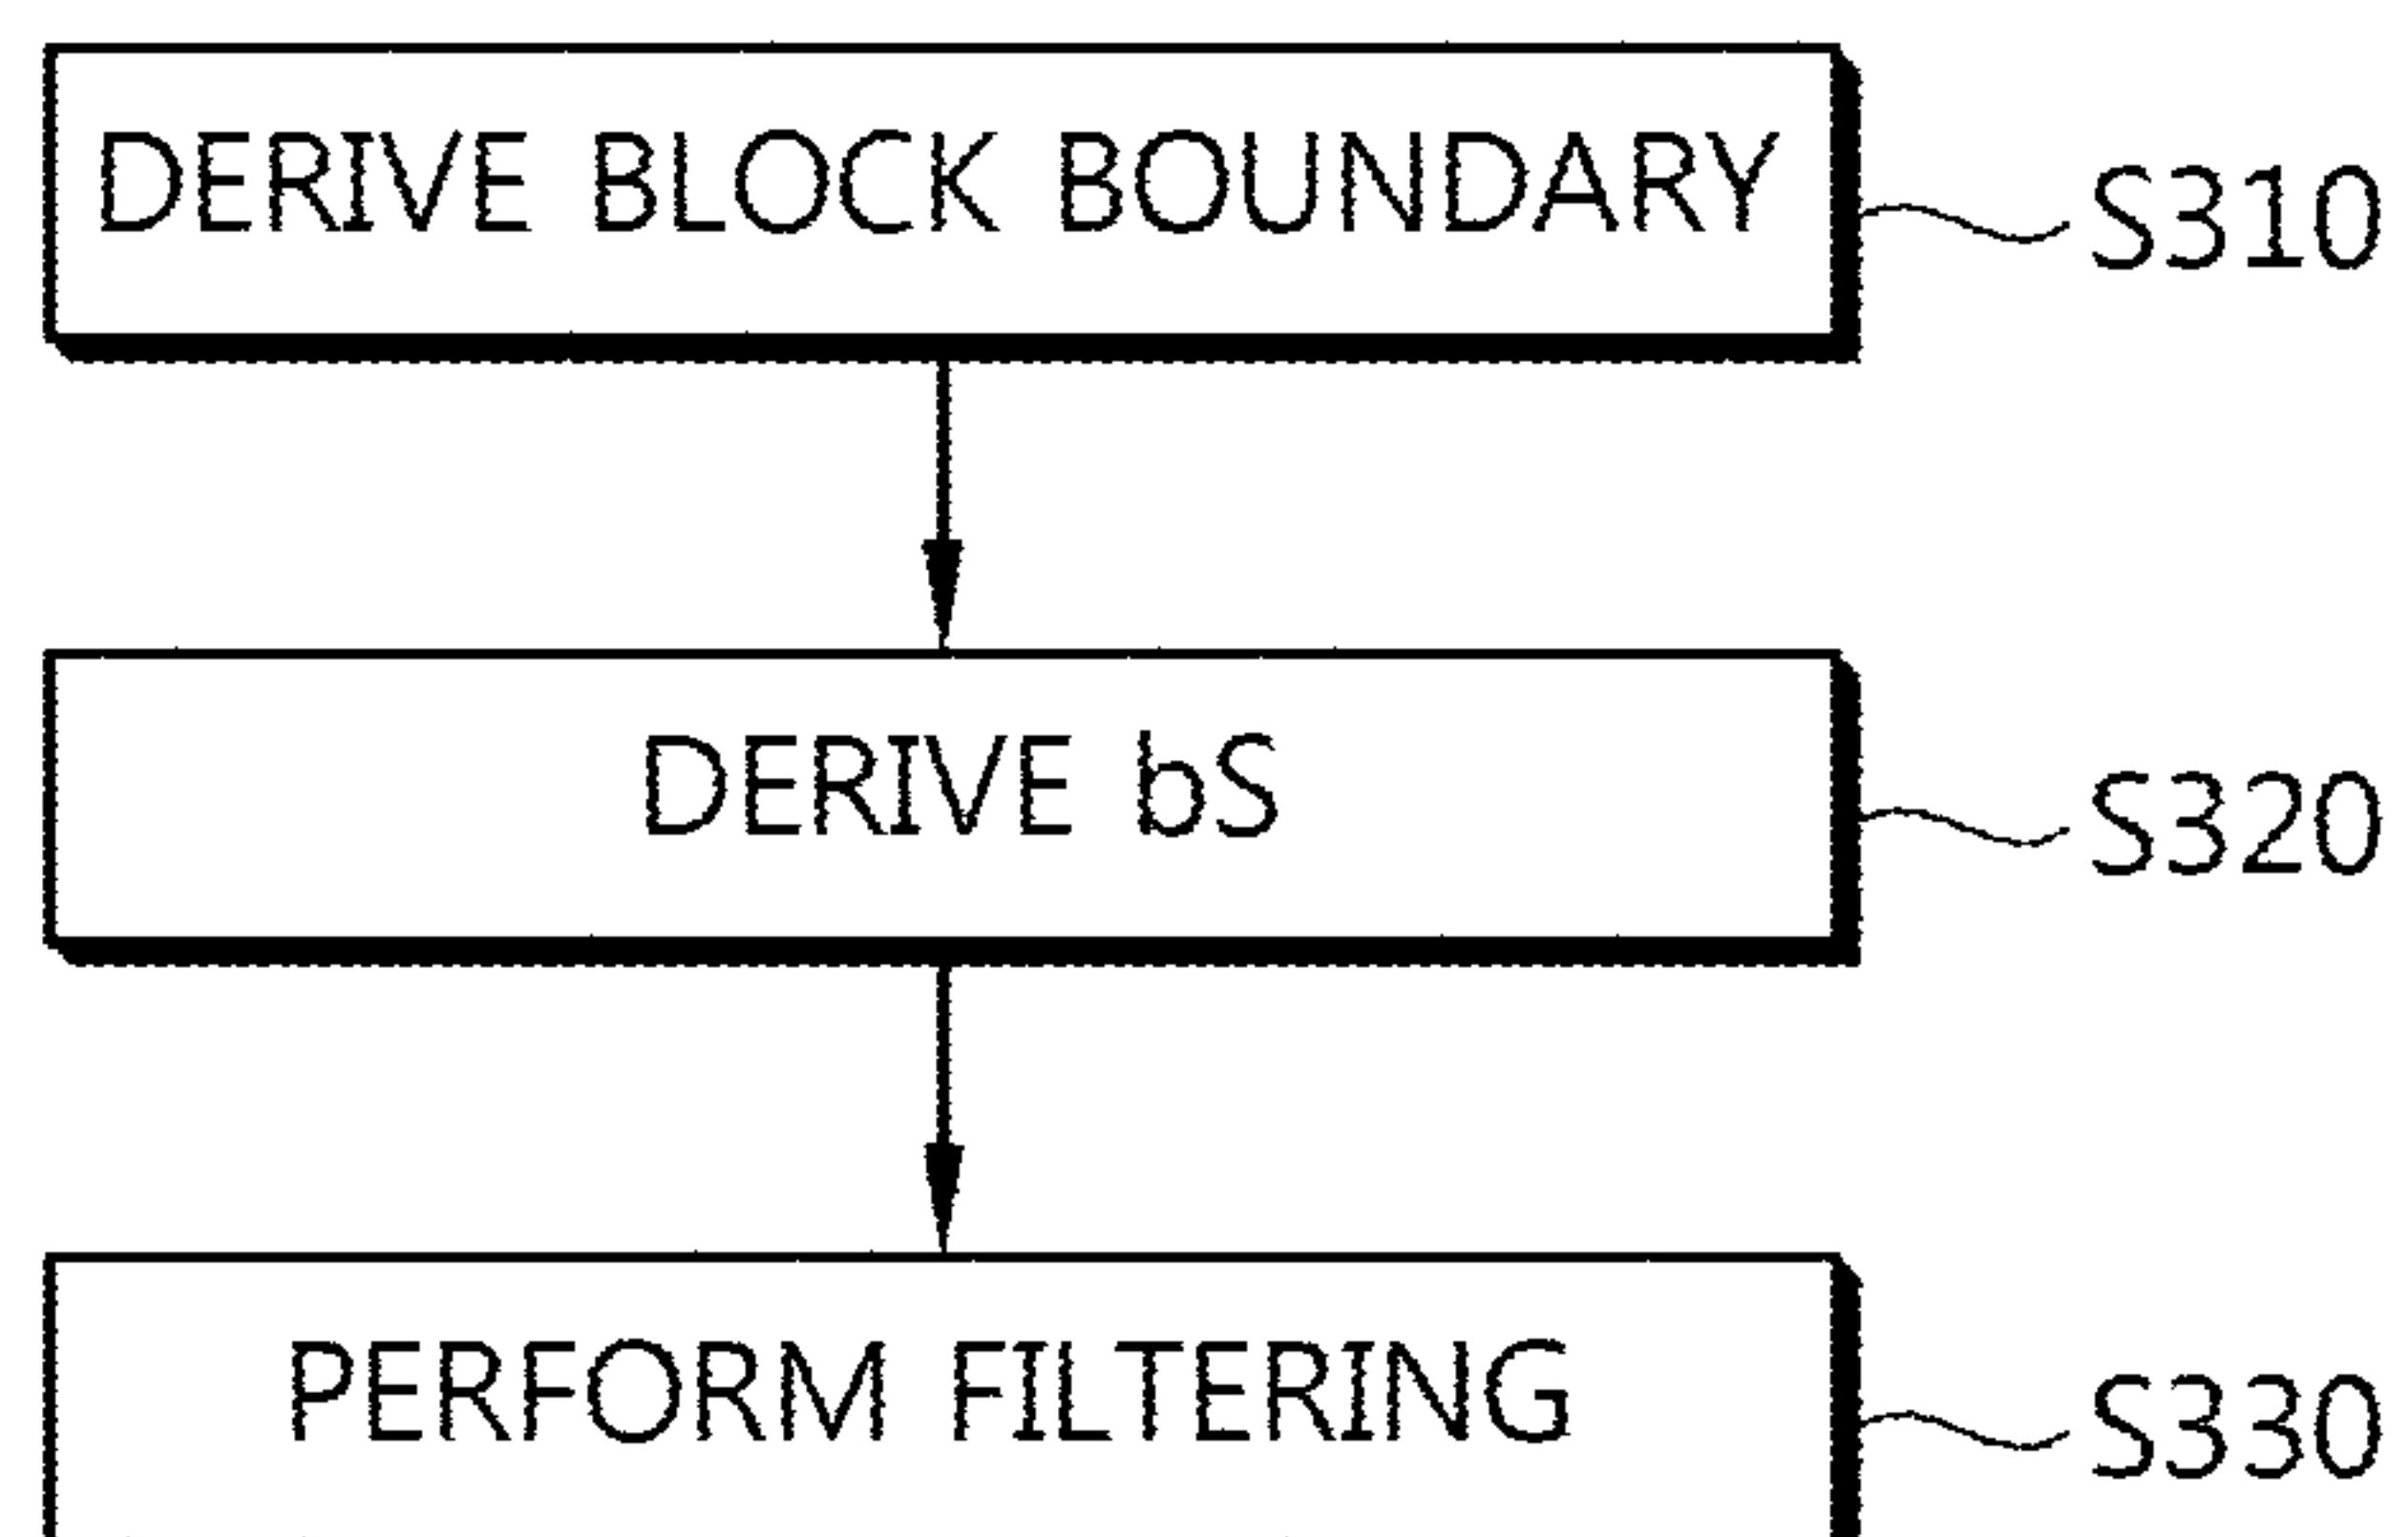 DERIVE BLOCK BOUNDARY
S310
DERIVE bS
S320
PERFORM FILTERING
S330